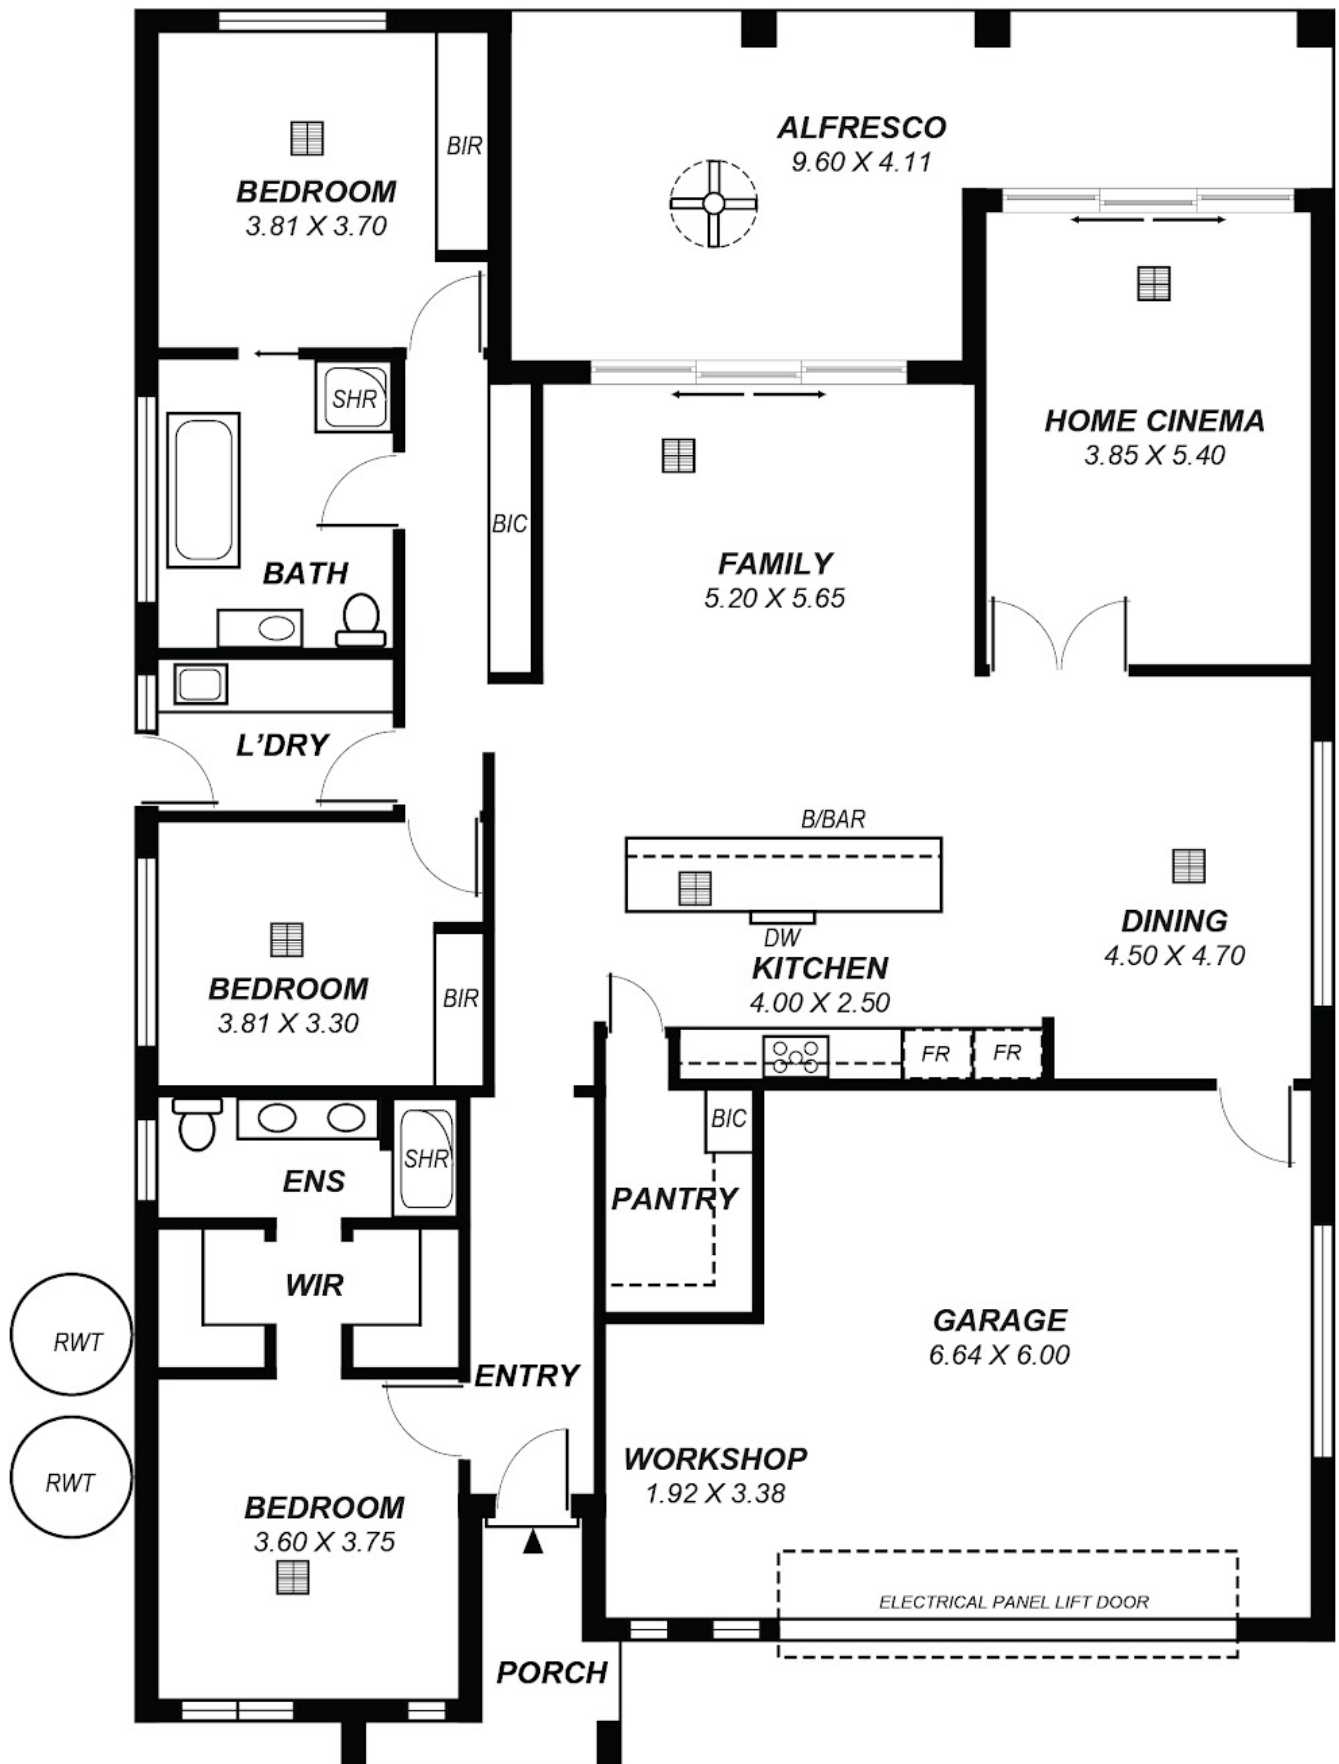 ALFRESCO
9.60 X 4.11
BIR
BEDROOM
3.81 X 3.70
SHR
HOME CINEMA
3.85 X 5.40
BIC
FAMILY
5.20 X 5.65
BATH
L'DRY
B/BAR
DINING
4.50 X 4.70
DW
KITCHEN
4.00 X 2.50
BEDROOM
3.81 X 3.30
BIR
FR
FR
BIC
SHR
ENS
PANTRY
WIR
RWT
GARAGE
6.64 X 6.00
ENTRY
WORKSHOP
1.92 X 3.38
RWT
BEDROOM
3.60 X 3.75
ELECTRICAL PANEL LIFT DOOR
PORCH